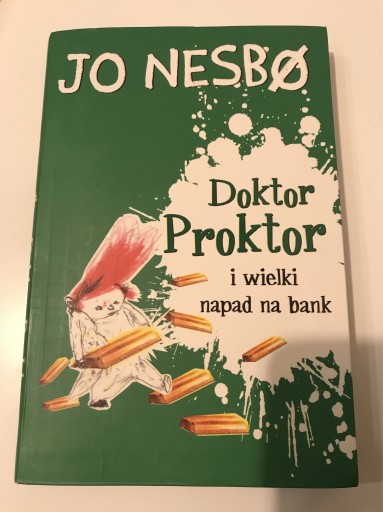 JO NESBØ
Doktor
Proktor
i wielki
napad na bank